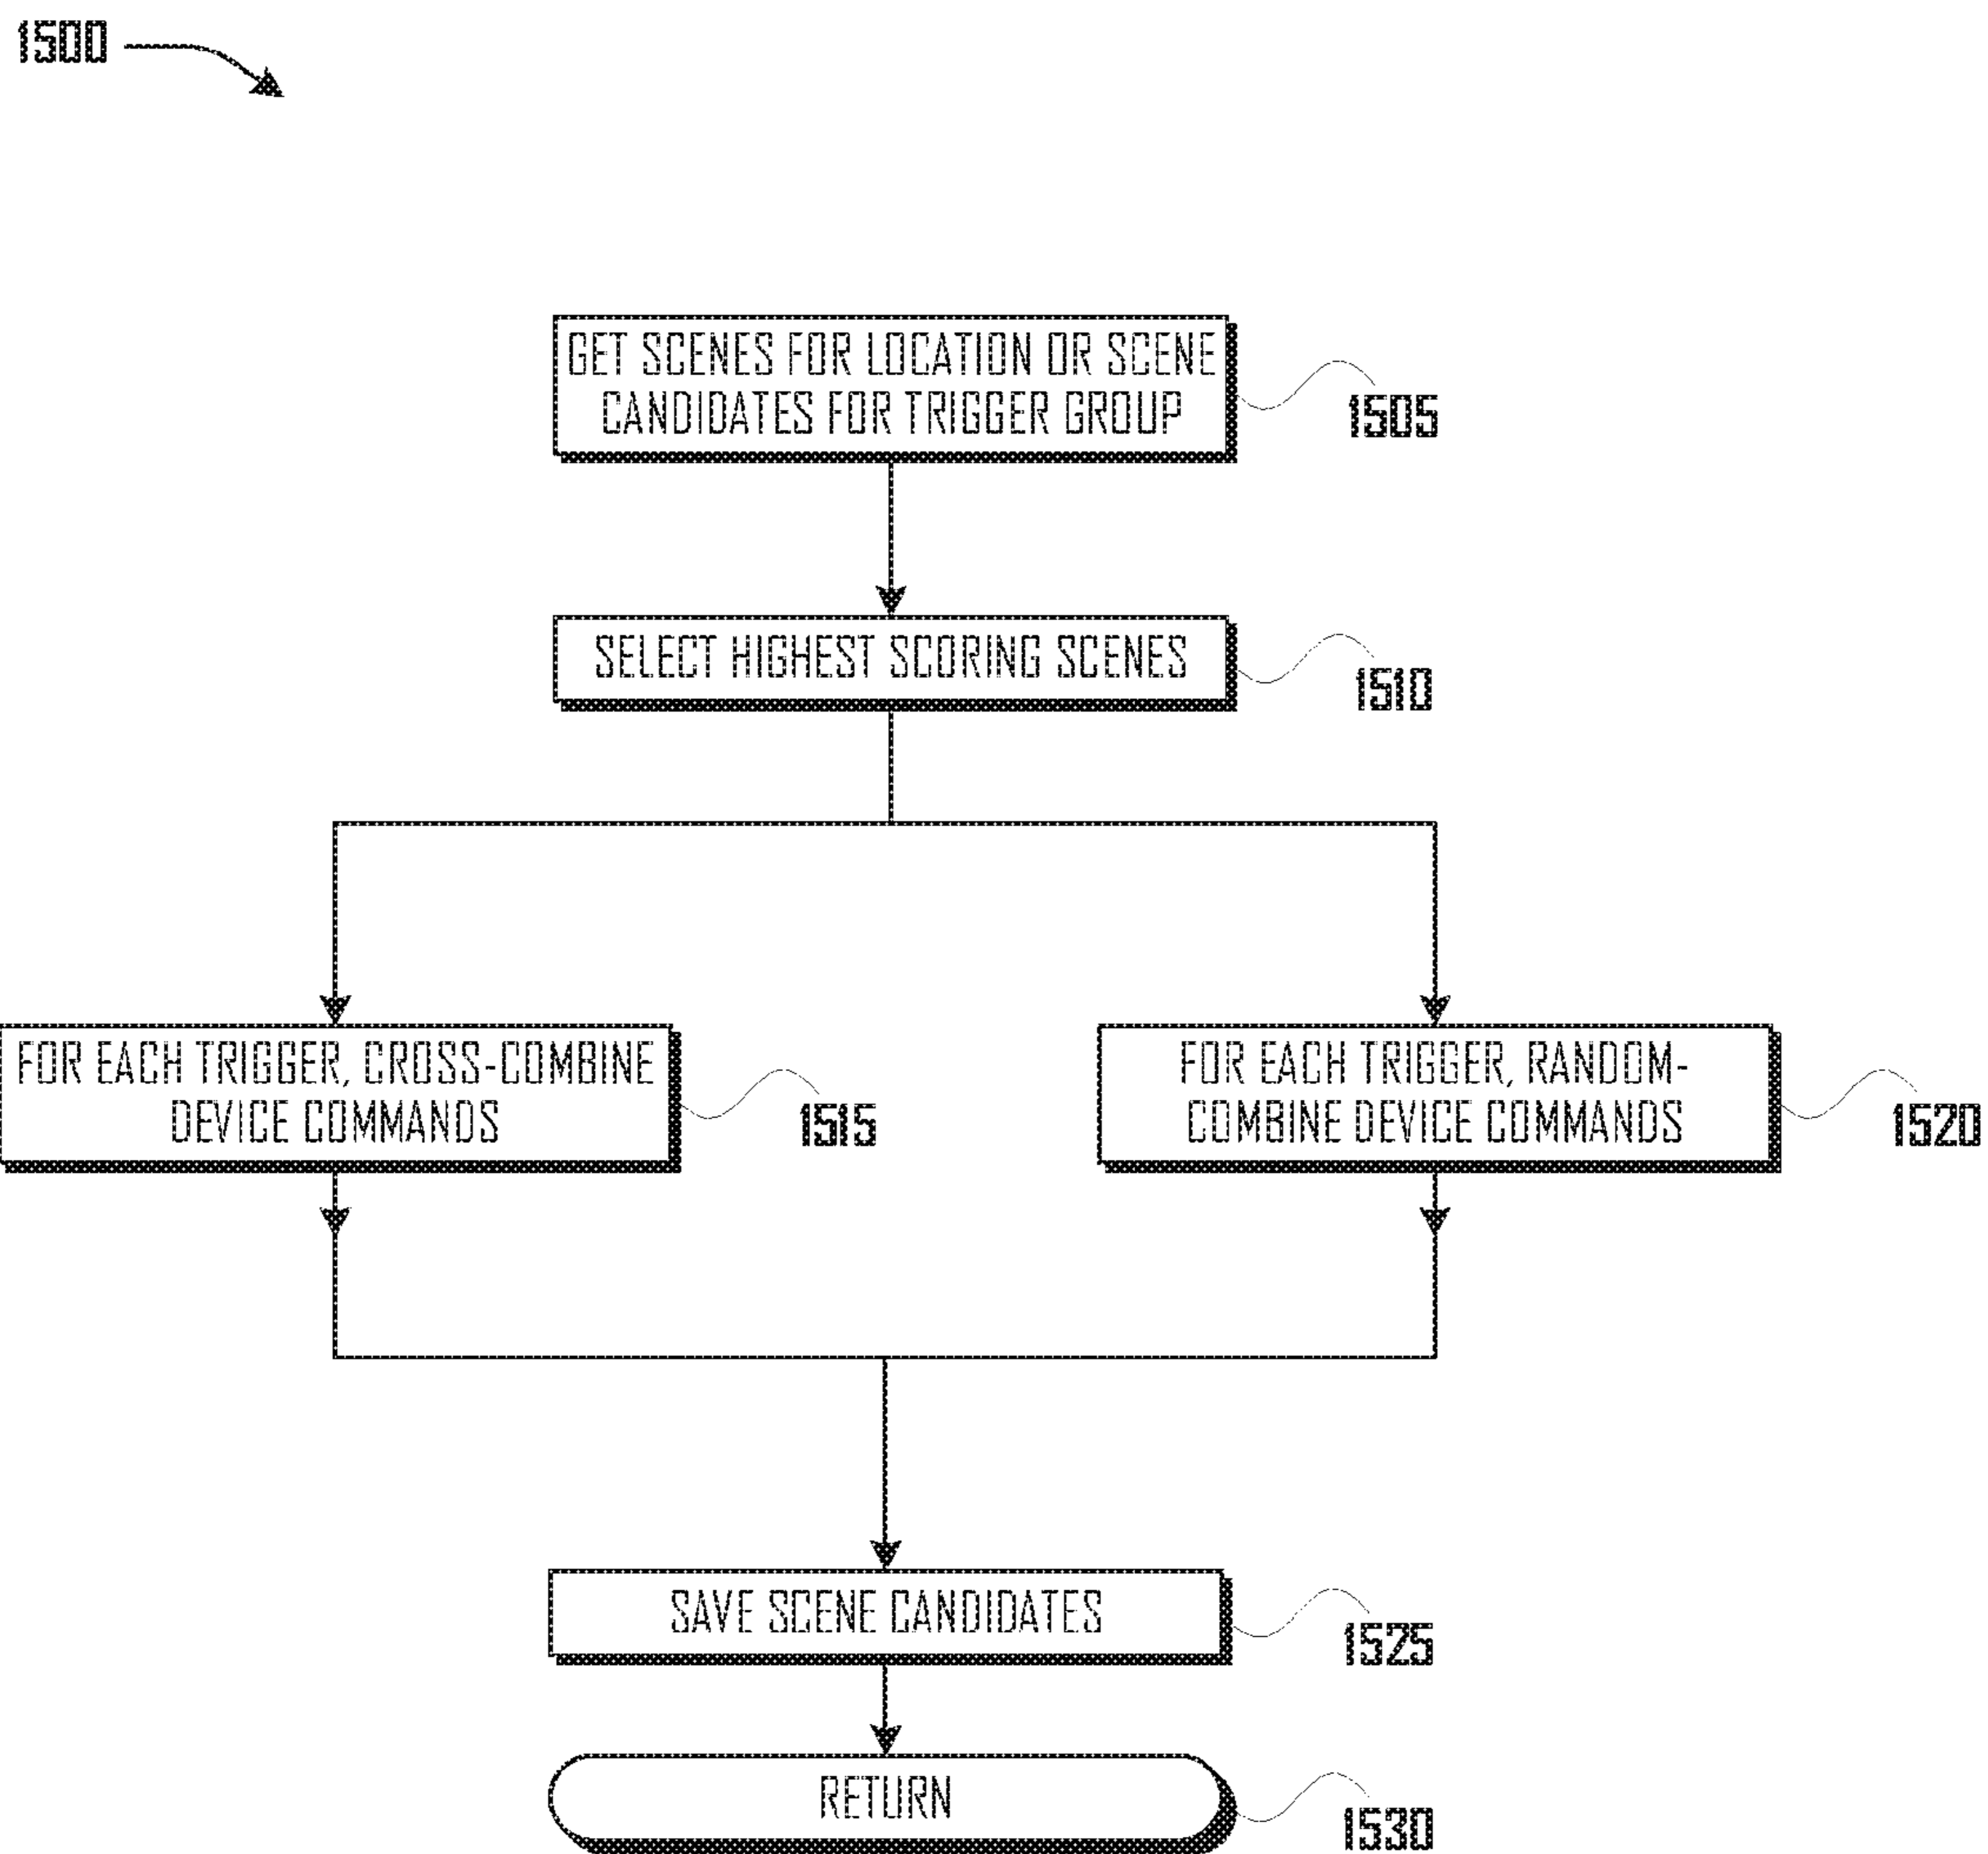 1500
GET SCENES FOR LOCATION OR SCENE
CANDIDATES FOR TRIGGER GROUP
1505
SELECT HIGHEST SCORING SCENES
1510
FOR EACH TRIGGER, CROSS-COMBINE
DEVICE COMMANDS
1515
FOR EACH TRIGGER, RANDOM-
COMBINE DEVICE COMMANDS
1520
SAVE SCENE CANDIDATES
1525
RETURN
1530